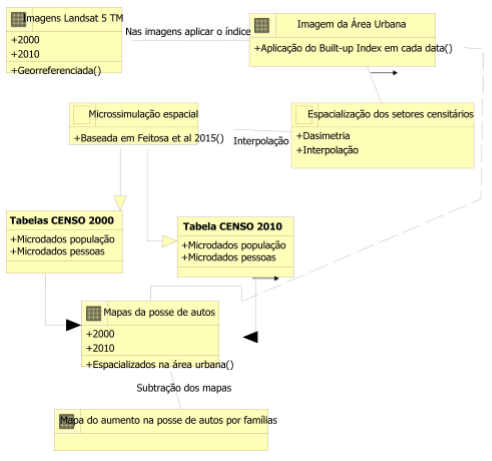 Imagens Landsat 5 TM
+2000
+2010
+Georreferenciada()
Nas imagens aplicar o índice
Imagem da Área Urbana
+Aplicação do Built-up Index em cada data()
Microssimulação espacial
+Baseada em Feitosa et al 2015()
Interpolação
Espacialização dos setores censitários
+Dasimetria
+Interpolação
Tabelas CENSO 2000
+Microdados população
+Microdados pessoas
Tabela CENSO 2010
+Microdados população
+Microdados pessoas
Mapas da posse de autos
+2000
+2010
+Espacializados na área urbana()
Subtração dos mapas
Mapa do aumento na posse de autos por famílias